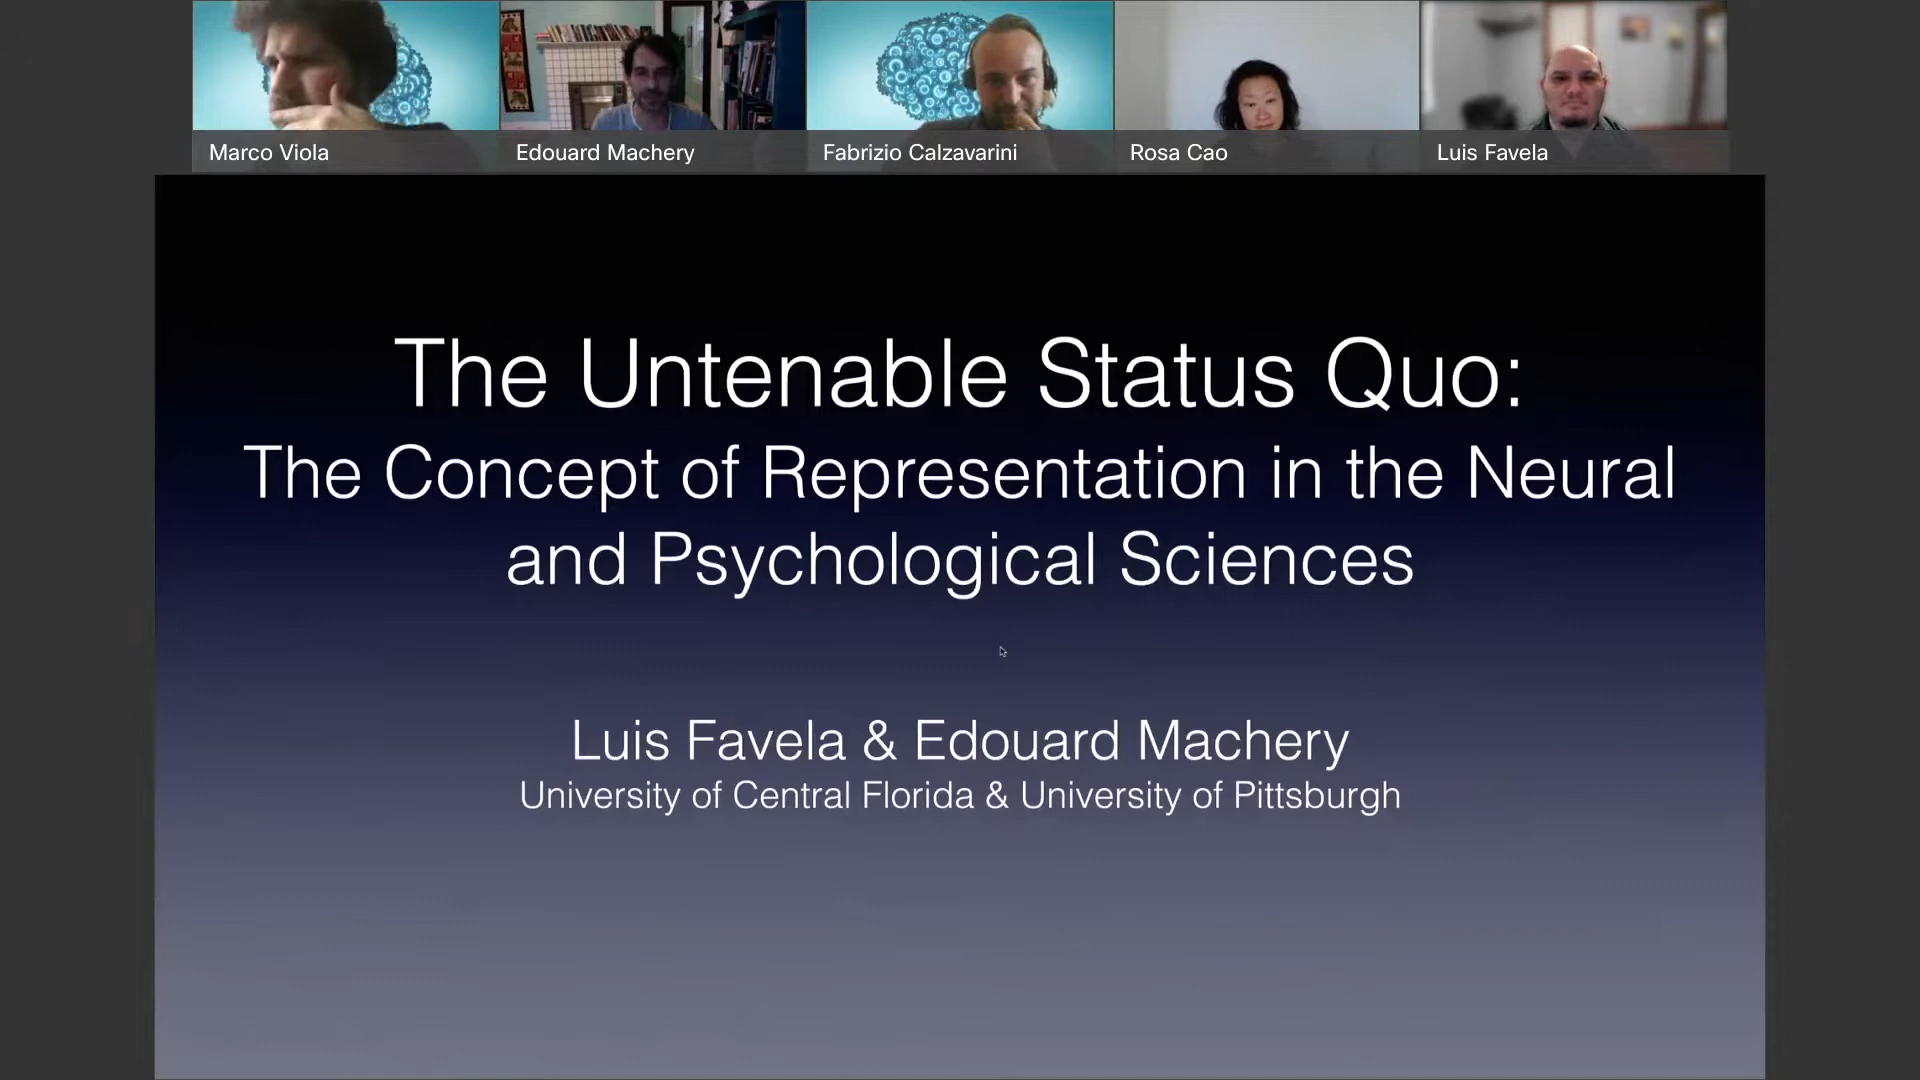 Marco Viola
Edouard Machery
Fabrizio Calzavarini
Rosa Cao
Luis Favela
The Untenable Status Quo:
The Concept of Representation in the Neural
and Psychological Sciences
Luis Favela & Edouard Machery
University of Central Florida & University of Pittsburgh